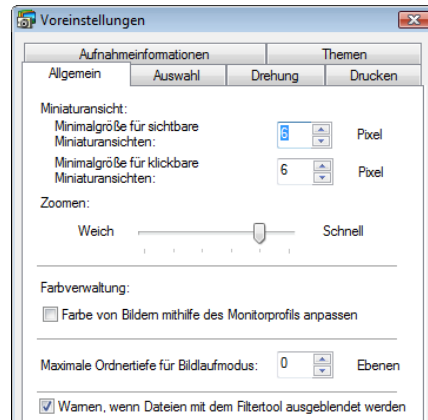 Voreinstellungen
Aufnahmeinformationen Themen
Allgemein Auswahl Drehung Drucken
Miniaturansicht:
Minimalgröße für sichtbare
Miniaturansichten: 6 Pixel
Minimalgröße für klickbare
Miniaturansichten: 6 Pixel
Zoomen:
Weich Schnell
Farbverwaltung:
Farbe von Bildern mithilfe des Monitorprofils anpassen
Maximale Ordnertiefe für Bildlaufmodus: 0 Ebenen
Warnen, wenn Dateien mit dem Filtertool ausgeblendet werden